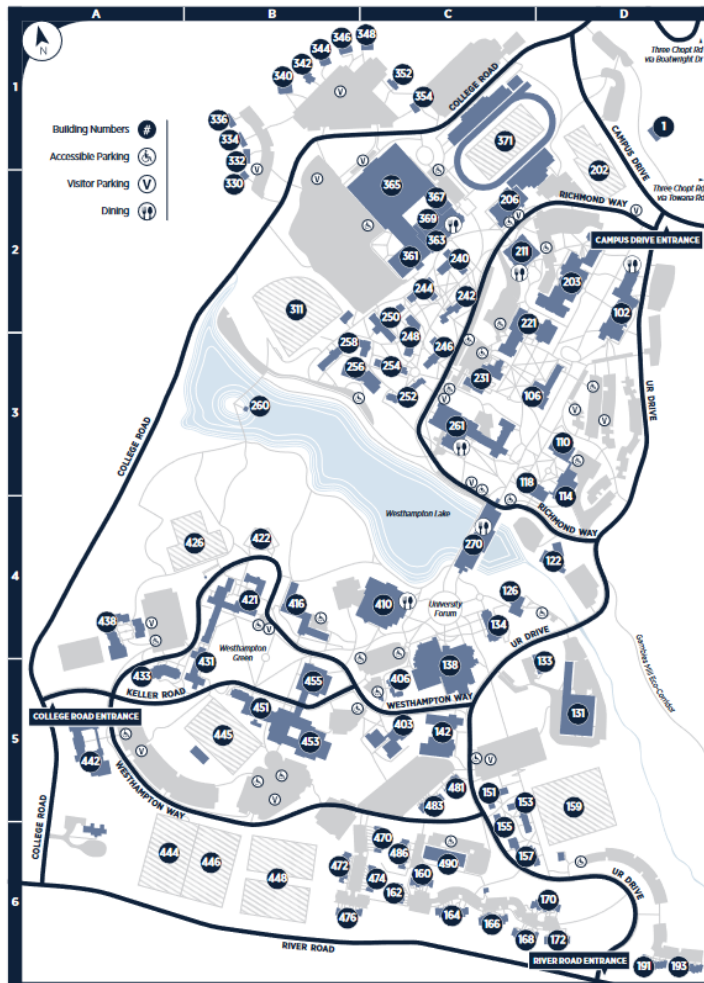 A B C D
N
346 348
344
342
340
352
354
COLLEGE ROAD
Three Chopt Rd
via Boatwright Dr
1
1
336
334
332
330
Building Numbers #
Accessible Parking
Visitor Parking V
Dining
371
202
CAMPUS DRIVE
Three Chopt Rd
via Towana Rd
365
367
369
206
RICHMOND WAY
CAMPUS DRIVE ENTRANCE
2
363
361
240
211
203
244
242
102
311
250
248
246
221
258
256
254
252
231
106
UR DRIVE
3
260
261
COLLEGE ROAD
110
118
114
RICHMOND WAY
Westhampton Lake
270
4
426
422
122
421
416
410
University
Forum
126
134
UR DRIVE
438
Westhampton
Green
433
431
455
406
138
133
Gambles Mill Eco-Corridor
KELLER ROAD
WESTHAMPTON WAY
COLLEGE ROAD ENTRANCE
5
451
445
453
403
142
131
442
WESTHAMPTON WAY
481
483
151
153
159
155
157
COLLEGE ROAD
444
446
448
470
486
472
474
490
160
162
6
UR DRIVE
476
164
166
170
168
172
RIVER ROAD
RIVER ROAD ENTRANCE
191
193